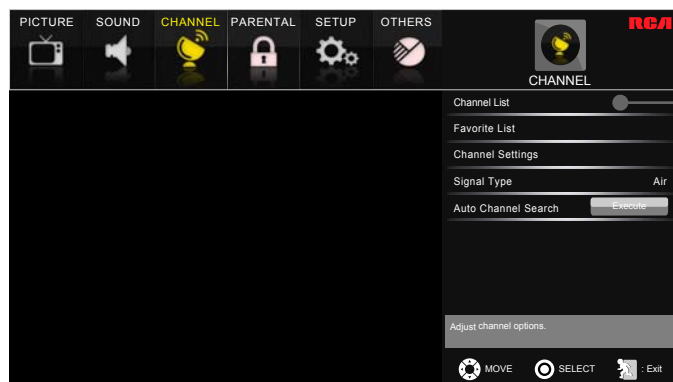 PICTURE SOUND CHANNEL PARENTAL SETUP OTHERS
RCA
CHANNEL
Channel List
Favorite List
Channel Settings
Signal Type Air
Auto Channel Search Execute
Adjust channel options.
MOVE SELECT : Exit